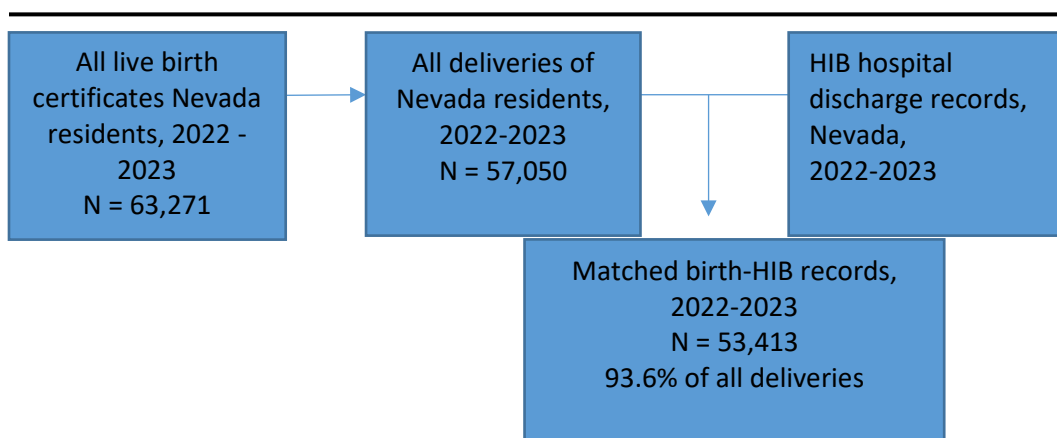 All live birth
certificates Nevada
residents, 2022 -
2023
N = 63,271
All deliveries of
Nevada residents,
2022-2023
N = 57,050
HIB hospital
discharge records,
Nevada,
2022-2023
Matched birth-HIB records,
2022-2023
N = 53,413
93.6% of all deliveries